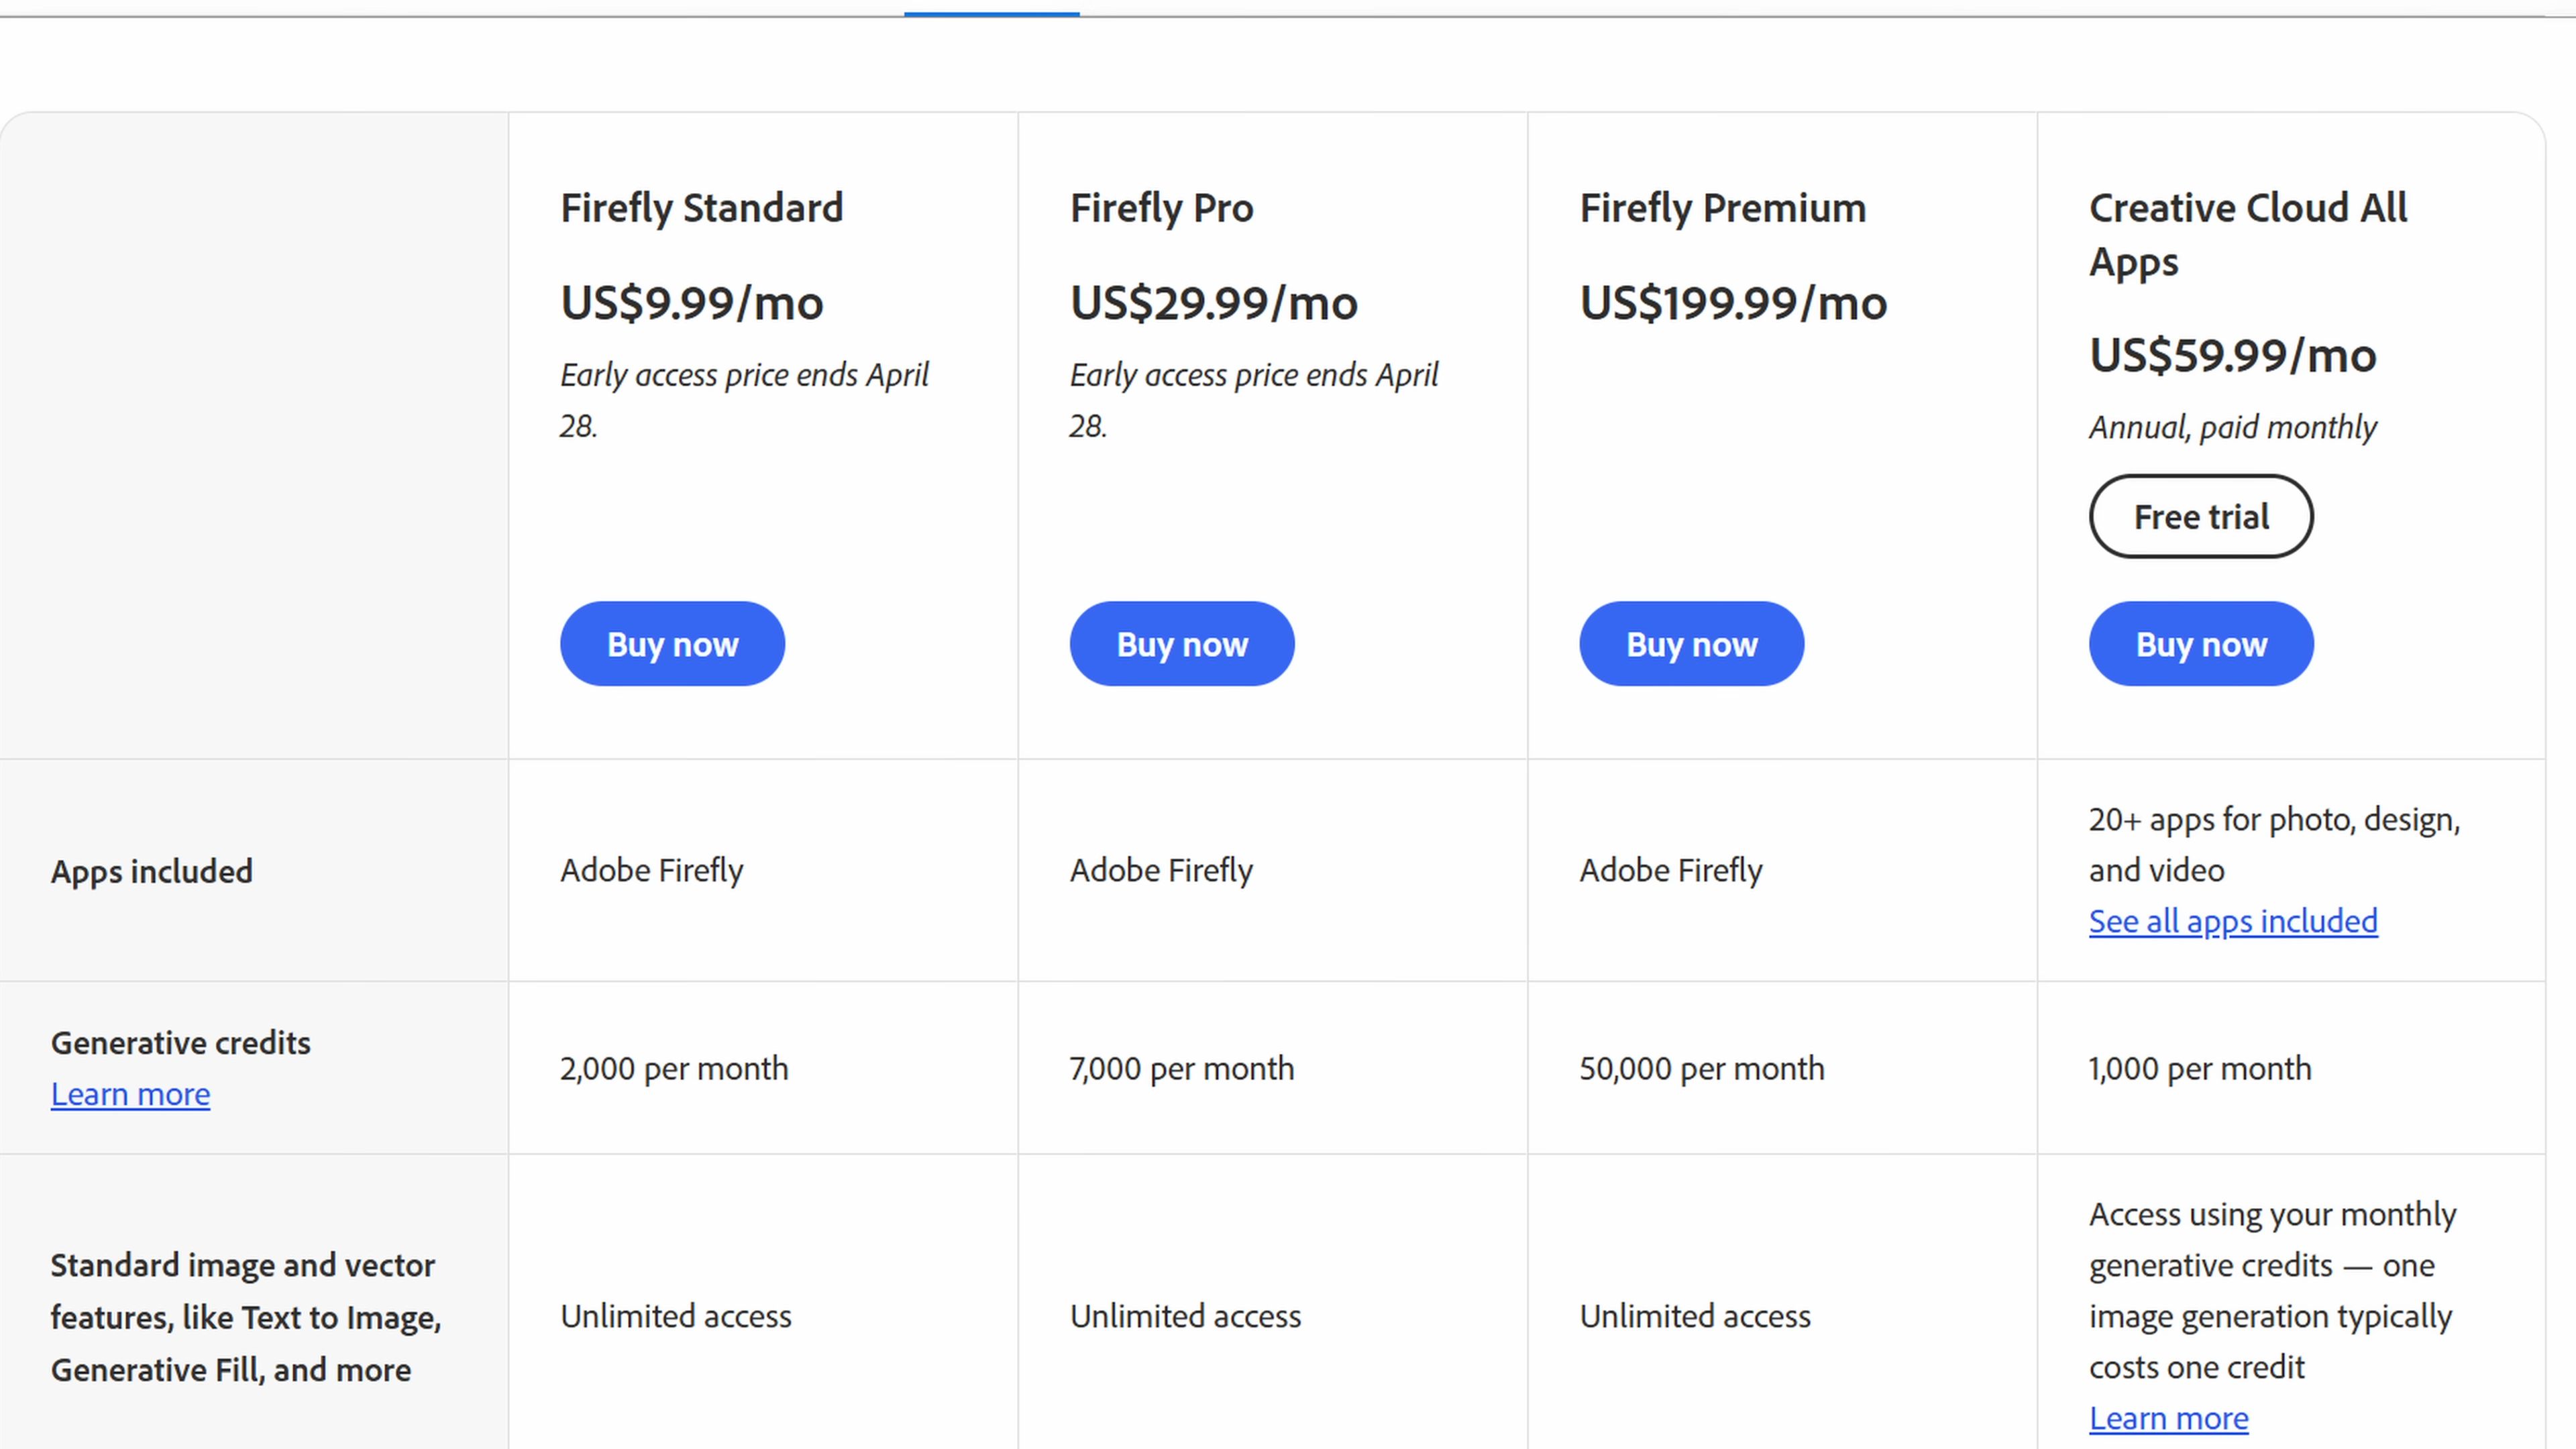 Firefly Standard
US$9.99/mo
Early access price ends April
28.
Buy now
Firefly Pro
US$29.99/mo
Early access price ends April
28.
Buy now
Firefly Premium
US$199.99/mo
Buy now
Creative Cloud All
Apps
US$59.99/mo
Annual, paid monthly
Free trial
Buy now
Apps included
Adobe Firefly
Adobe Firefly
Adobe Firefly
20+ apps for photo, design,
and video
See all apps included
Generative credits
Learn more
2,000 per month
7,000 per month
50,000 per month
1,000 per month
Standard image and vector
features, like Text to Image,
Generative Fill, and more
Unlimited access
Unlimited access
Unlimited access
Access using your monthly
generative credits — one
image generation typically
costs one credit
Learn more